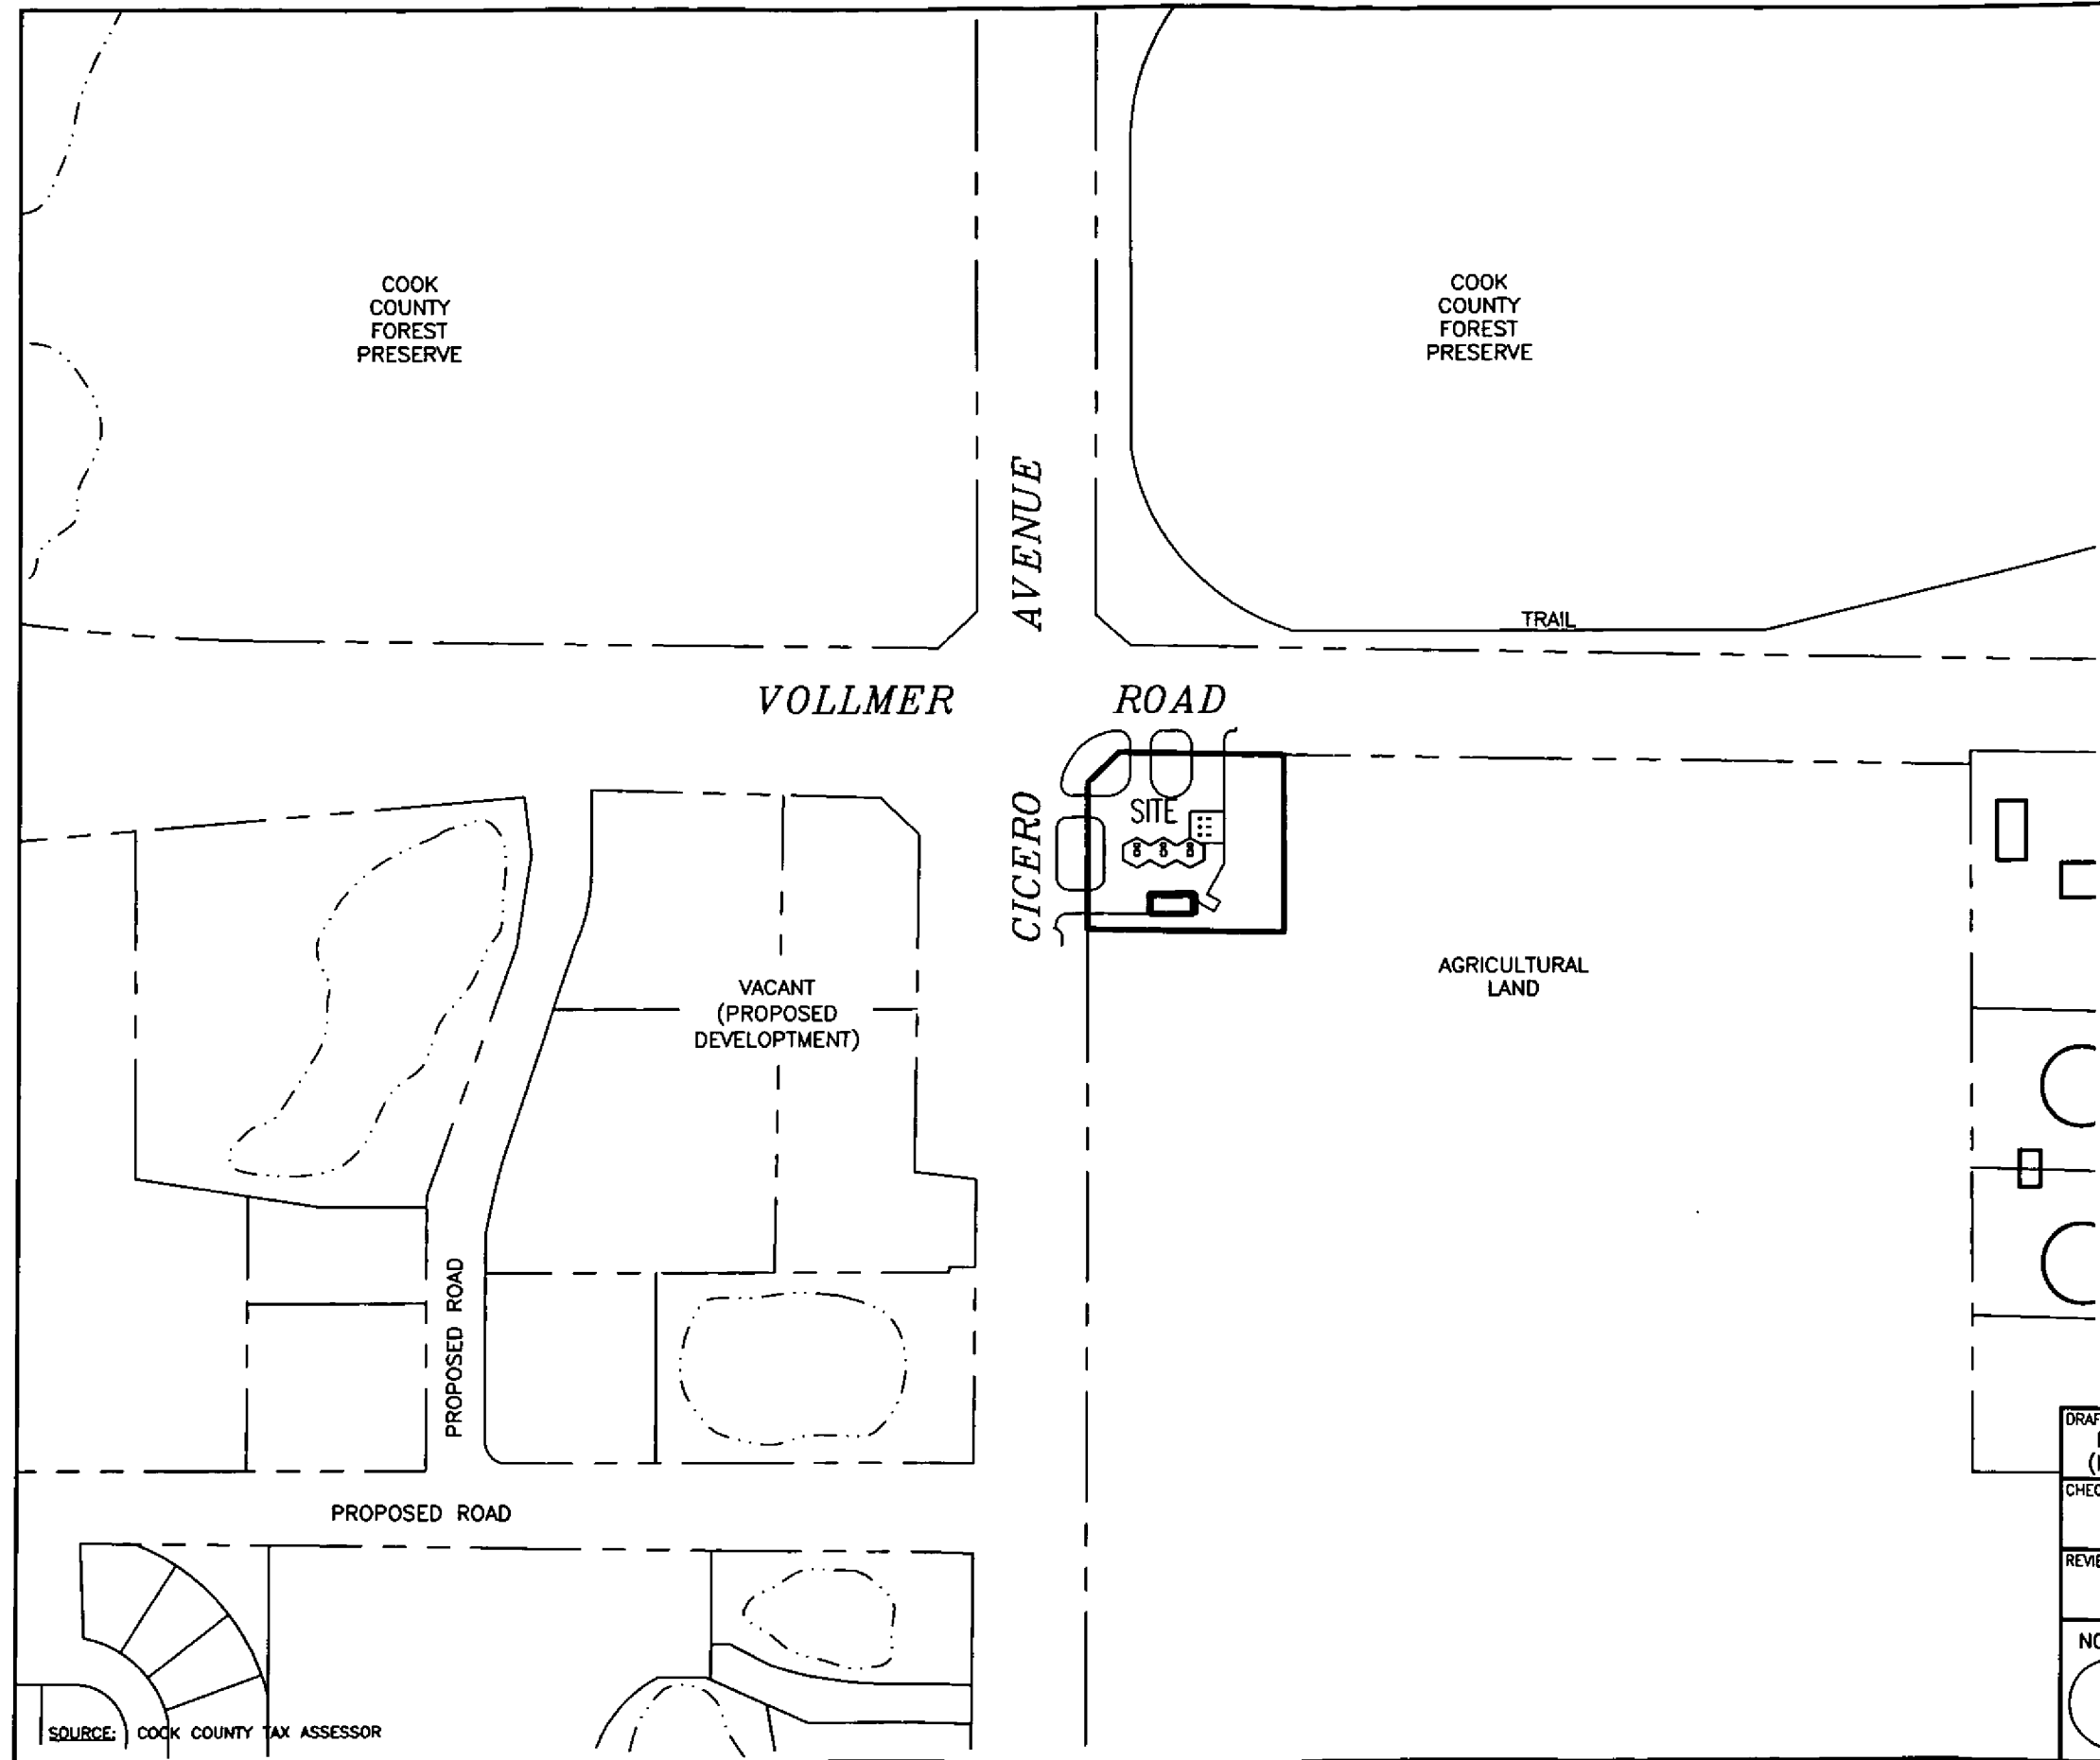 COOK
COUNTY
FOREST
PRESERVE
COOK
COUNTY
FOREST
PRESERVE
AVENUE
TRAIL
VOLLMER ROAD
CICERO
SITE
VACANT
(PROPOSED
DEVELOPTMENT)
AGRICULTURAL
LAND
PROPOSED ROAD
PROPOSED ROAD
SOURCE: COOK COUNTY TAX ASSESSOR